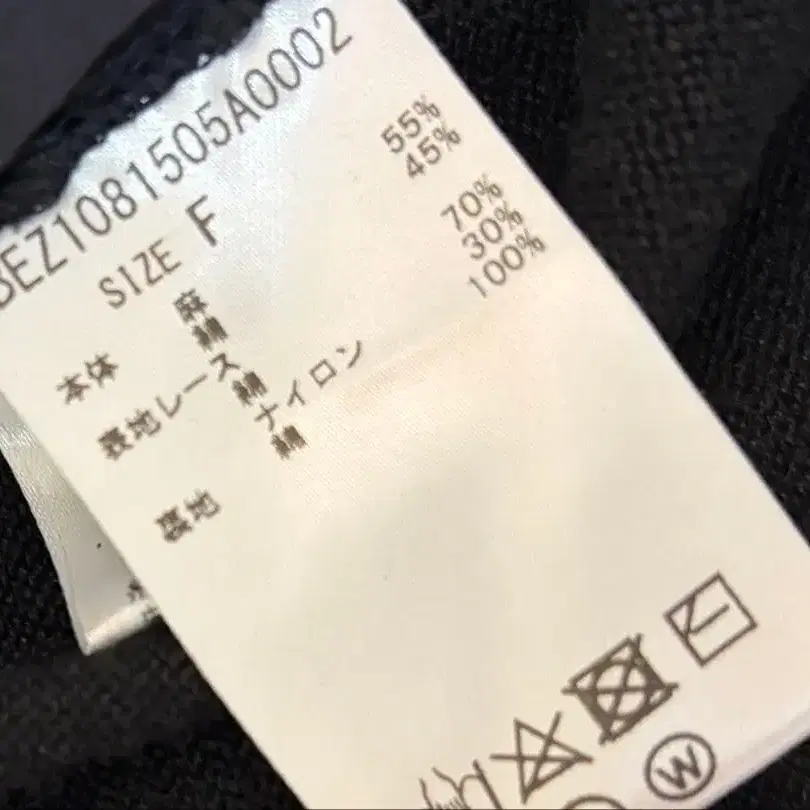 BEZ1081505A0002
SIZE F
本体 麻 55%
綿 45%
表地レース
綿 70%
ナイロン 30%
裏地 綿 100%
W